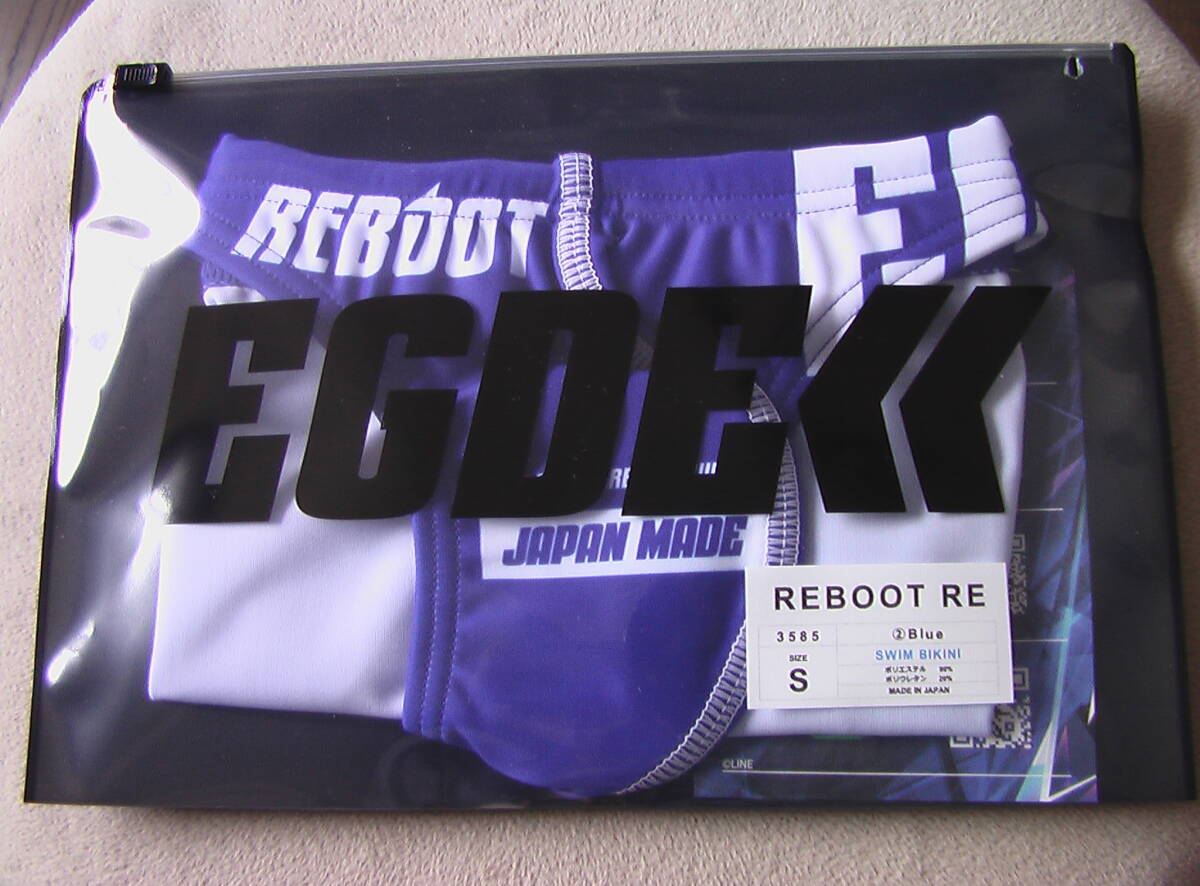 REBOOT
E
EGDE
JAPAN MADE
REBOOT RE
3585
②Blue
SIZE
S
SWIM BIKINI
ポリエステル 80%
ポリウレタン 20%
MADE IN JAPAN
©LINE